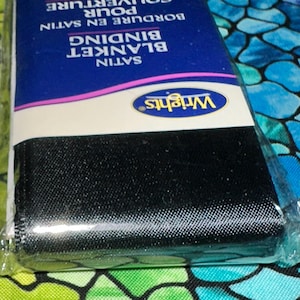 Wrights®
SATIN
BLANKET
BINDING
BORDURE EN SATIN
POUR
COUVERTURE